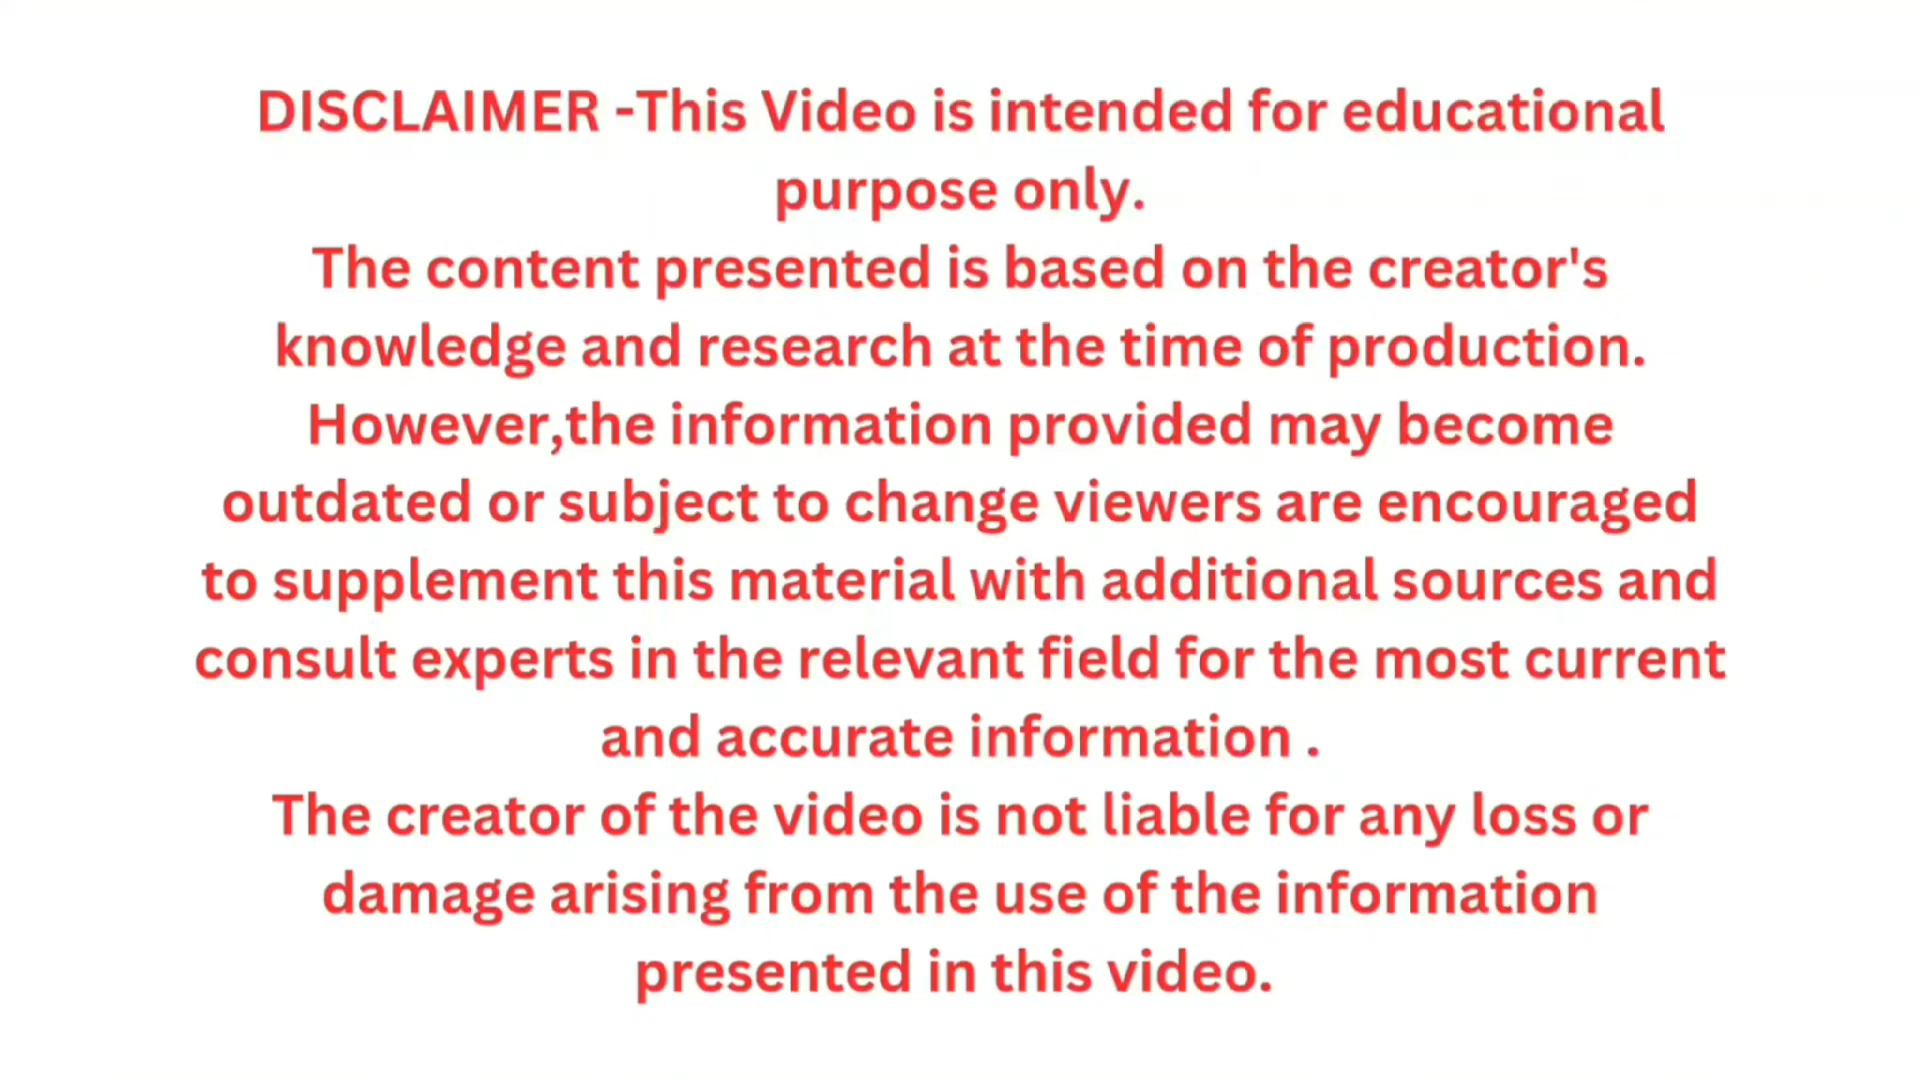 DISCLAIMER -This Video is intended for educational
purpose only.
The content presented is based on the creator's
knowledge and research at the time of production.
However,the information provided may become
outdated or subject to change viewers are encouraged
to supplement this material with additional sources and
consult experts in the relevant field for the most current
and accurate information .
The creator of the video is not liable for any loss or
damage arising from the use of the information
presented in this video.